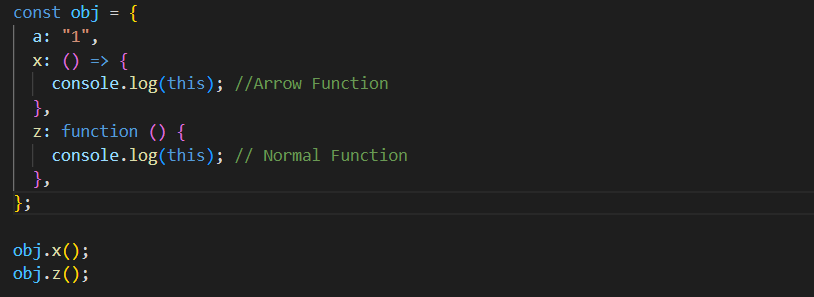 const obj = {
  a: "1",
  x: () => {
    console.log(this); //Arrow Function
  },
  z: function () {
    console.log(this); // Normal Function
  },
};

obj.x();
obj.z();